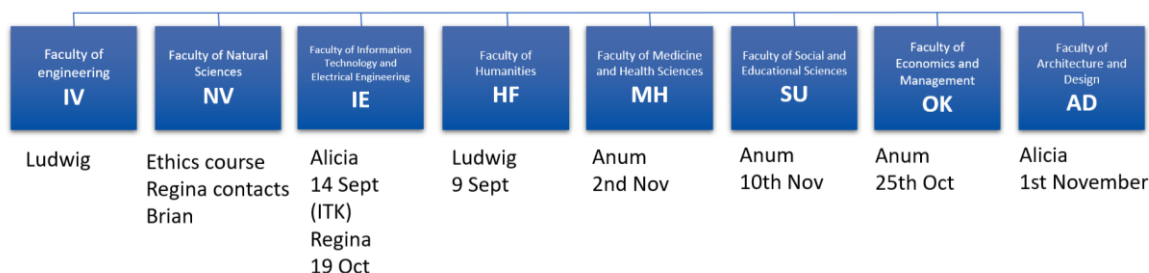 Faculty of
engineering
IV
Faculty of Natural
Sciences
NV
Faculty of Information
Technology and
Electrical Engineering
IE
Faculty of
Humanities
HF
Faculty of Medicine
and Health Sciences
MH
Faculty of Social and
Educational Sciences
SU
Faculty of
Economics and
Management
OK
Faculty of
Architecture and
Design
AD
Ludwig
Ethics course
Regina contacts
Brian
Alicia
14 Sept
(ITK)
Regina
19 Oct
Ludwig
9 Sept
Anum
2nd Nov
Anum
10th Nov
Anum
25th Oct
Alicia
1st November